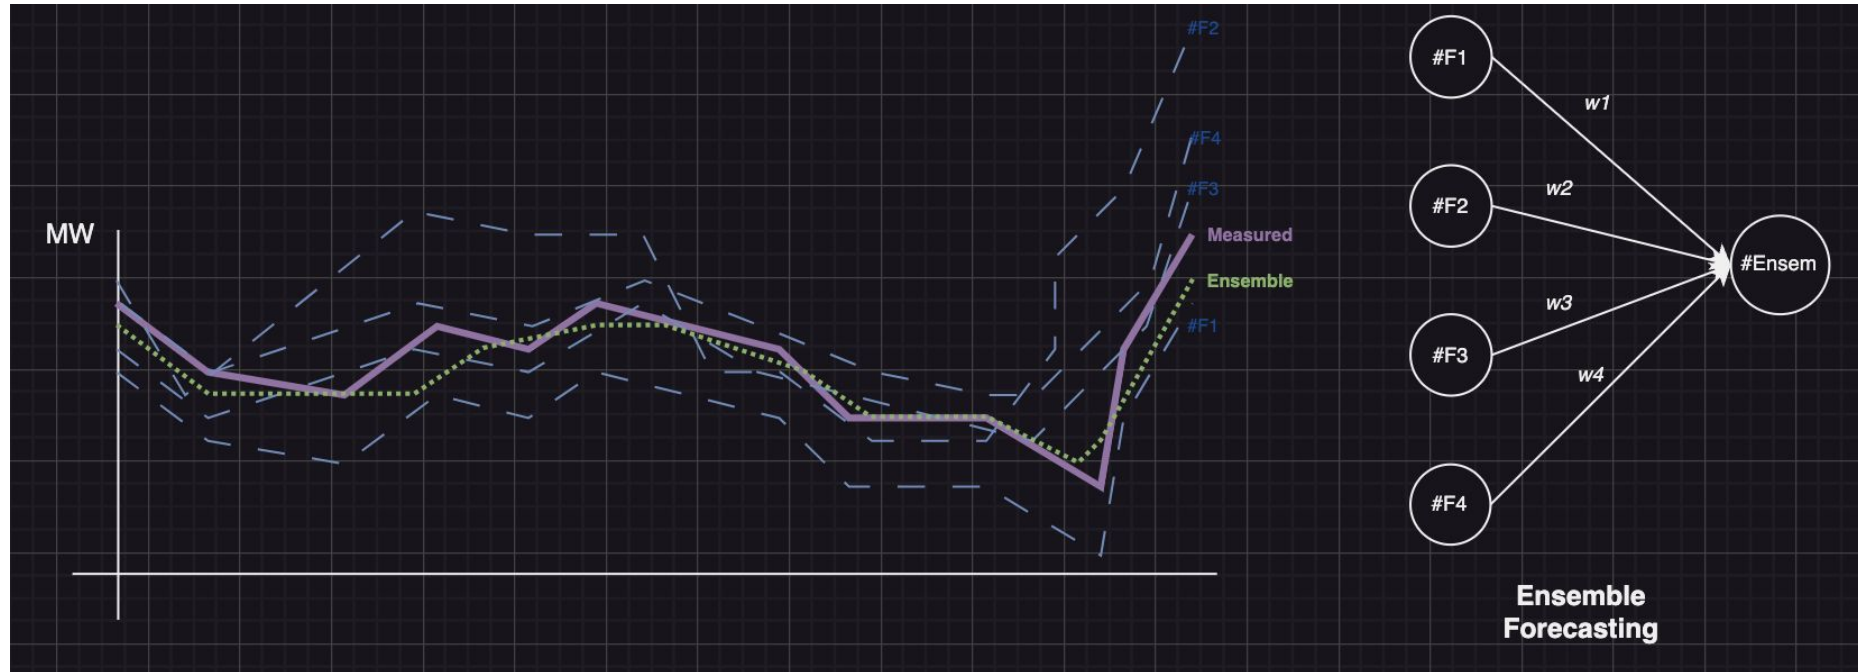 MW
#F2
#F4
#F3
Measured
Ensemble
#F1
#F1
#F2
#F3
#F4
w1
w2
w3
w4
#Ensem
Ensemble
Forecasting